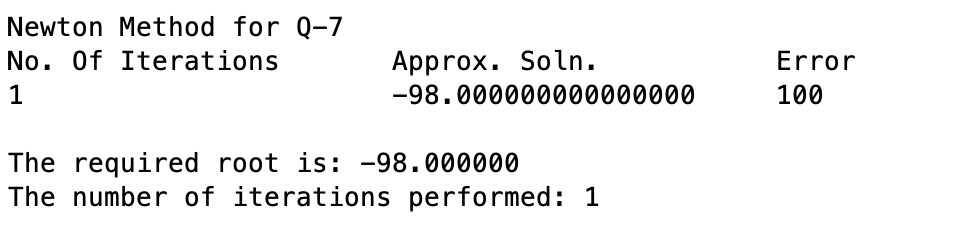 Newton Method for Q-7
No. Of Iterations Approx. Soln. Error
1 -98.000000000000000 100
The required root is: -98.000000
The number of iterations performed: 1